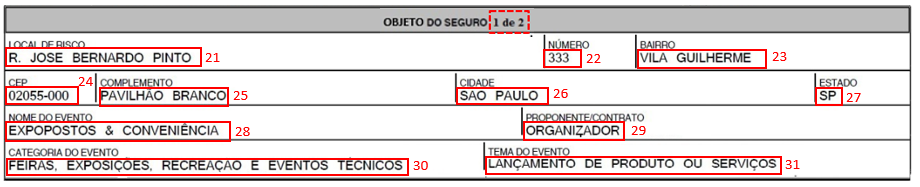 OBJETO DO SEGURO 1 de 2
LOCAL DE RISCO NÚMERO BAIRRO
R. JOSE BERNARDO PINTO 21 333 22 VILA GUILHERME 23
CEP 24 COMPLEMENTO CIDADE ESTADO
02055-000 PAVILHÃO BRANCO 25 SAO PAULO 26 SP 27
NOME DO EVENTO PROPONENTE/CONTRATO
EXPOPOSTOS & CONVENIÊNCIA 28 ORGANIZADOR 29
CATEGORIA DO EVENTO TEMA DO EVENTO
FEIRAS, EXPOSIÇÕES, RECREAÇÃO E EVENTOS TÉCNICOS 30 LANÇAMENTO DE PRODUTO OU SERVIÇOS 31